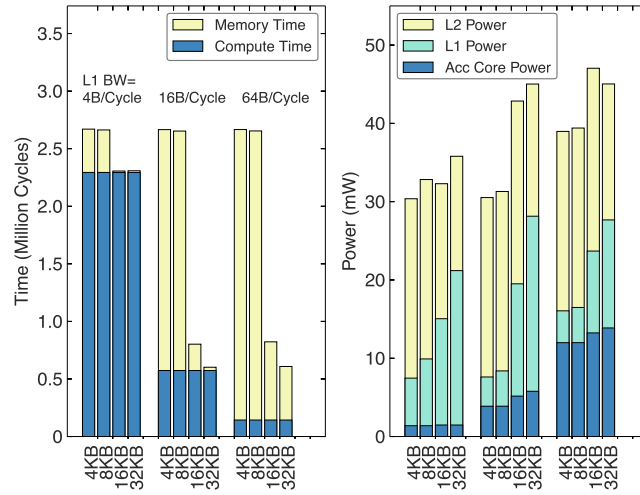 3.5
3.0
2.5
2.0
1.5
1.0
0.5
0
Time (Million Cycles)
Memory Time
Compute Time
L1 BW=
4B/Cycle
16B/Cycle
64B/Cycle
4KB
8KB
16KB
32KB
4KB
8KB
16KB
32KB
4KB
8KB
16KB
32KB
50
40
30
20
10
0
Power (mW)
L2 Power
L1 Power
Acc Core Power
4KB
8KB
16KB
32KB
4KB
8KB
16KB
32KB
4KB
8KB
16KB
32KB